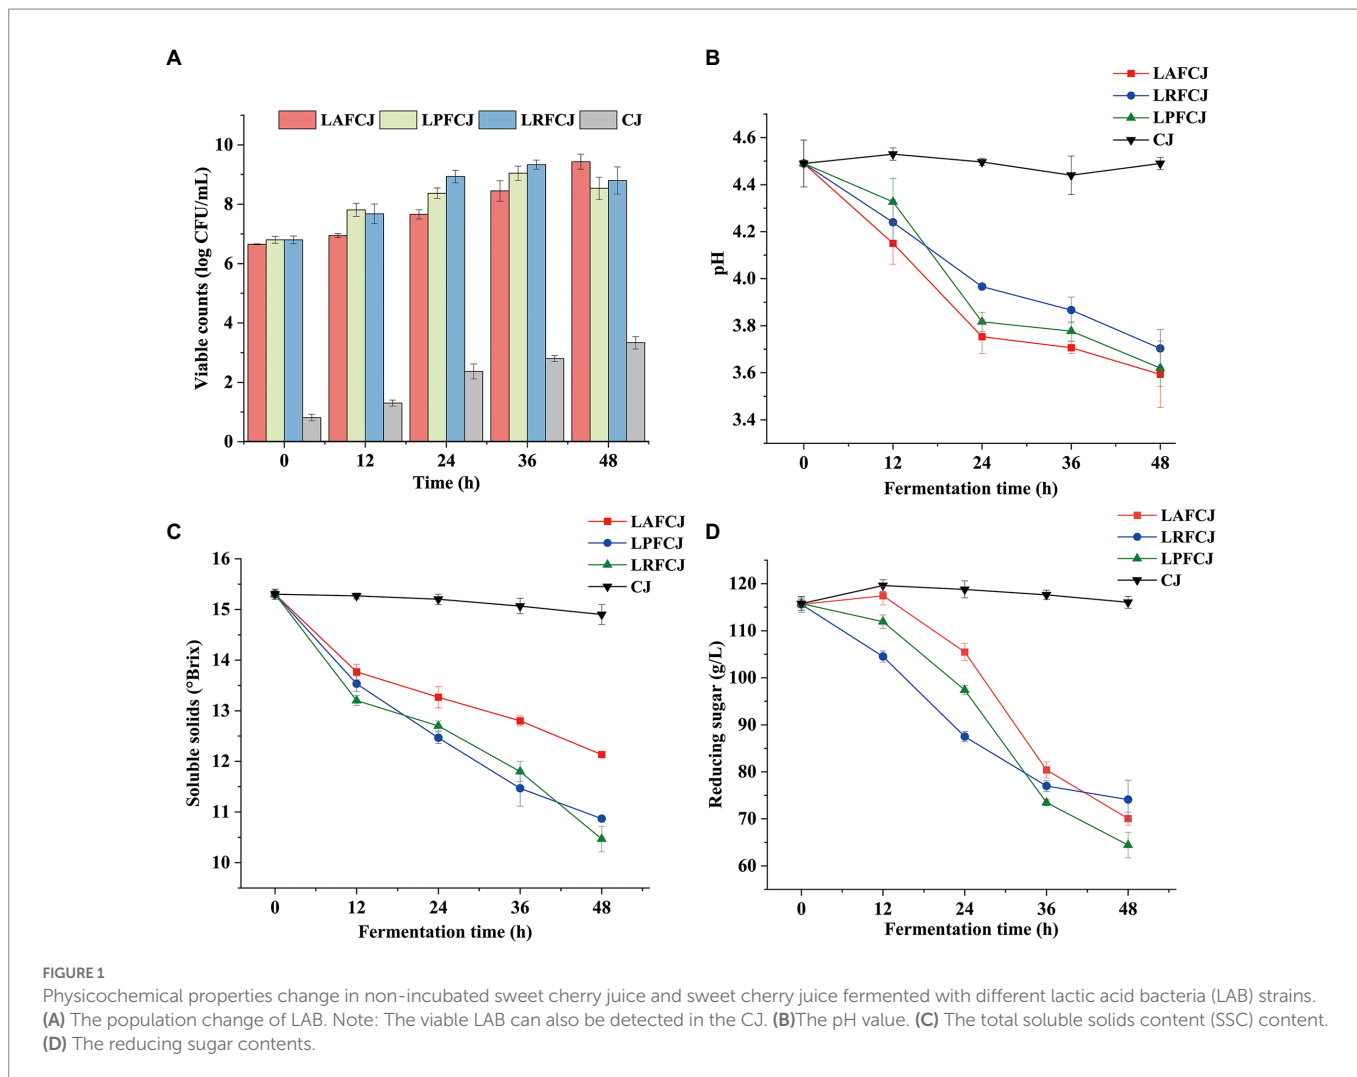 A
LAFCJ LPFCJ LRFCJ CJ
Viable counts (log CFU/mL)
10
8
6
4
2
0
0 12 24 36 48
Time (h)
B
LAFCJ
LRFCJ
LPFCJ
CJ
pH
4.6
4.4
4.2
4.0
3.8
3.6
3.4
0 12 24 36 48
Fermentation time (h)
C
LAFCJ
LPFCJ
LRFCJ
CJ
Soluble solids (°Brix)
16
15
14
13
12
11
10
0 12 24 36 48
Fermentation time (h)
D
LAFCJ
LRFCJ
LPFCJ
CJ
Reducing sugar (g/L)
120
110
100
90
80
70
60
0 12 24 36 48
Fermentation time (h)
FIGURE 1
Physicochemical properties change in non-incubated sweet cherry juice and sweet cherry juice fermented with different lactic acid bacteria (LAB) strains.
(A) The population change of LAB. Note: The viable LAB can also be detected in the CJ. (B)The pH value. (C) The total soluble solids content (SSC) content.
(D) The reducing sugar contents.